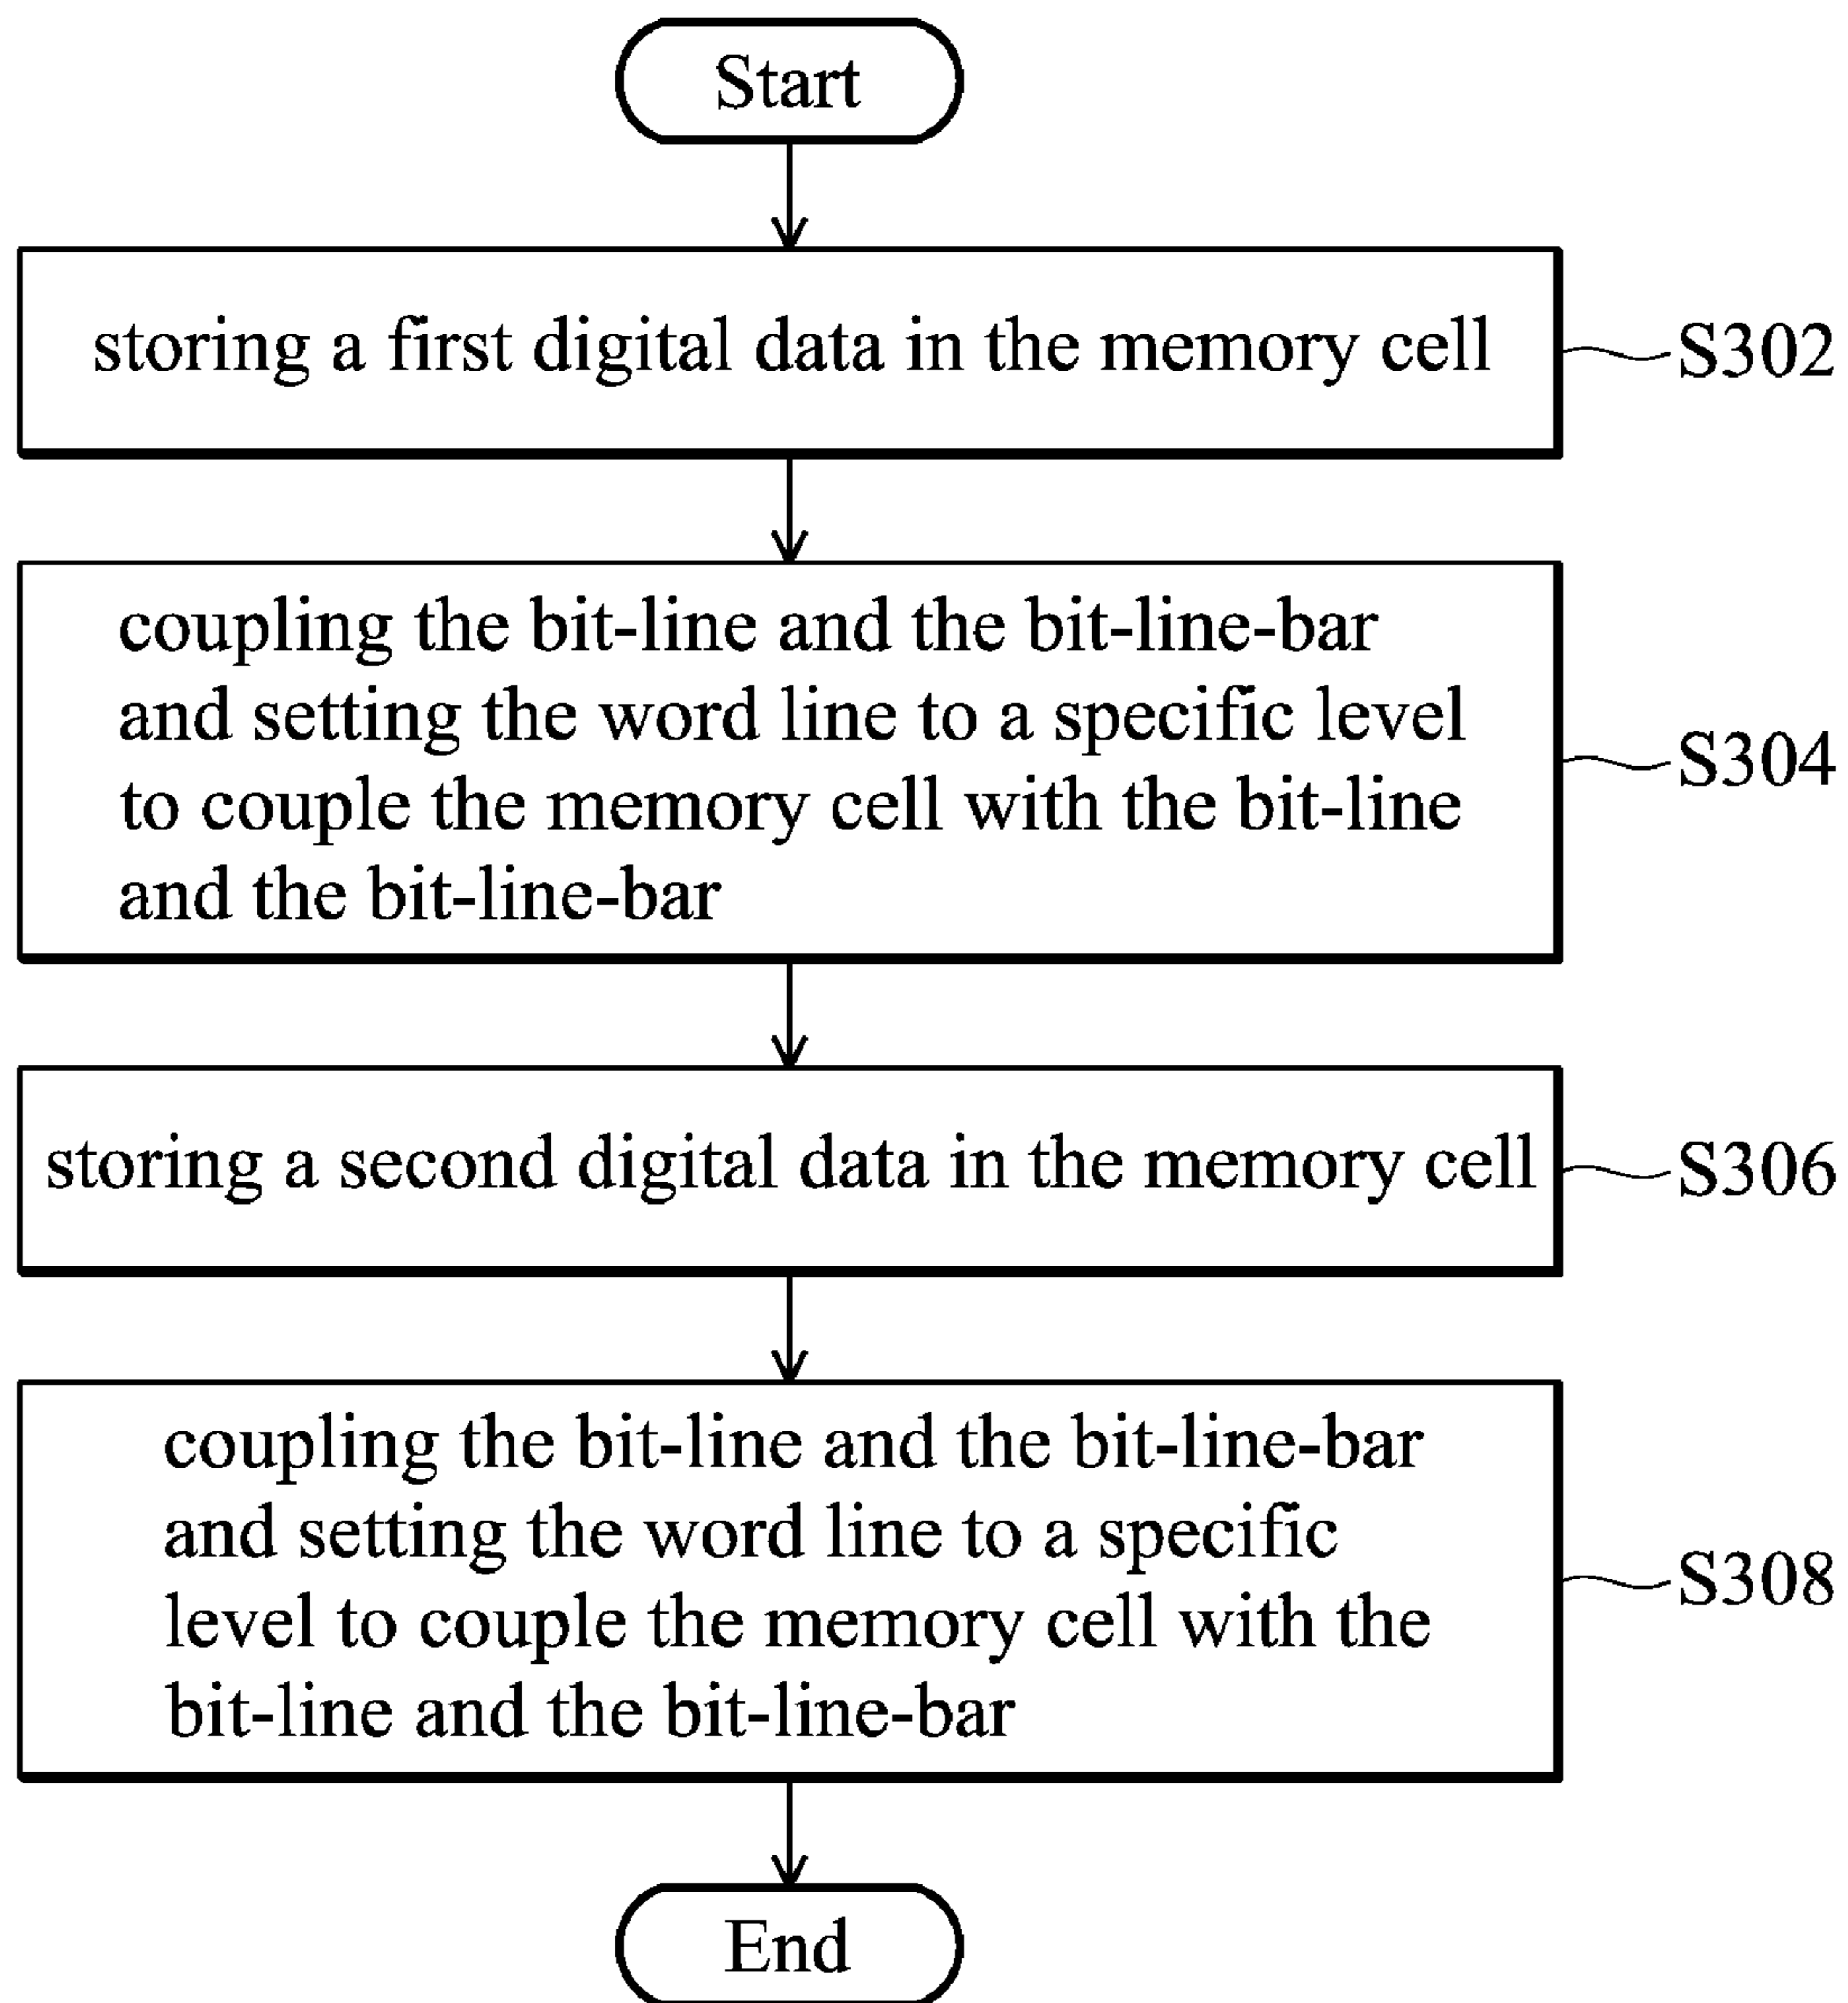 Start
storing a first digital data in the memory cell
S302
coupling the bit-line and the bit-line-bar
and setting the word line to a specific level
to couple the memory cell with the bit-line
and the bit-line-bar
S304
storing a second digital data in the memory cell
S306
coupling the bit-line and the bit-line-bar
and setting the word line to a specific
level to couple the memory cell with the
bit-line and the bit-line-bar
S308
End